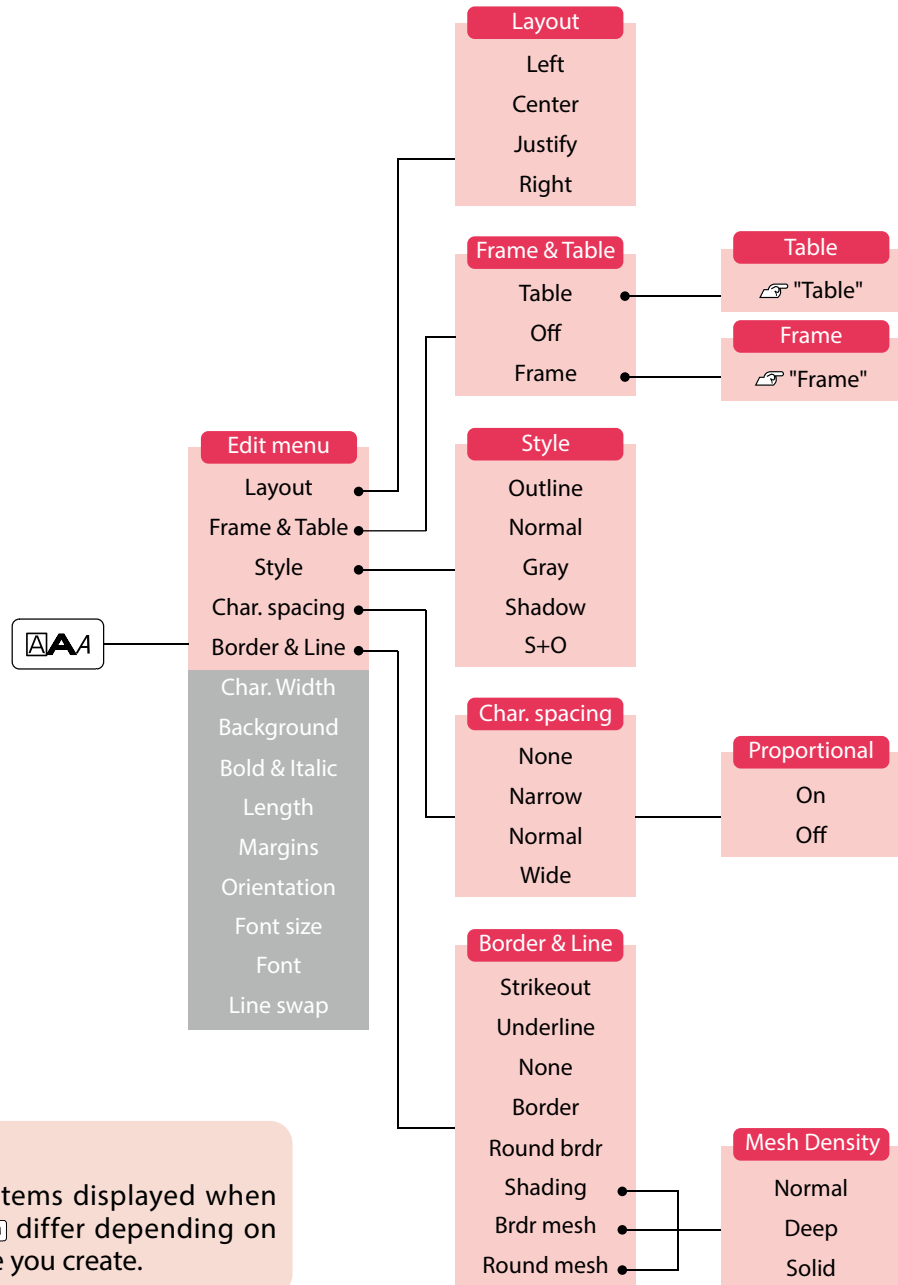 Layout
Left
Center
Justify
Right
Frame & Table
Table
Off
Frame
Table
"Table"
Frame
"Frame"
Edit menu
Layout
Frame & Table
Style
Char. spacing
Border & Line
Char. Width
Background
Bold & Italic
Length
Margins
Orientation
Font size
Font
Line swap
AAA
Style
Outline
Normal
Gray
Shadow
S+O
Char. spacing
None
Narrow
Normal
Wide
Proportional
On
Off
Border & Line
Strikeout
Underline
None
Border
Round brdr
Shading
Brdr mesh
Round mesh
Mesh Density
Normal
Deep
Solid
displayed when
differ depending on
you create.